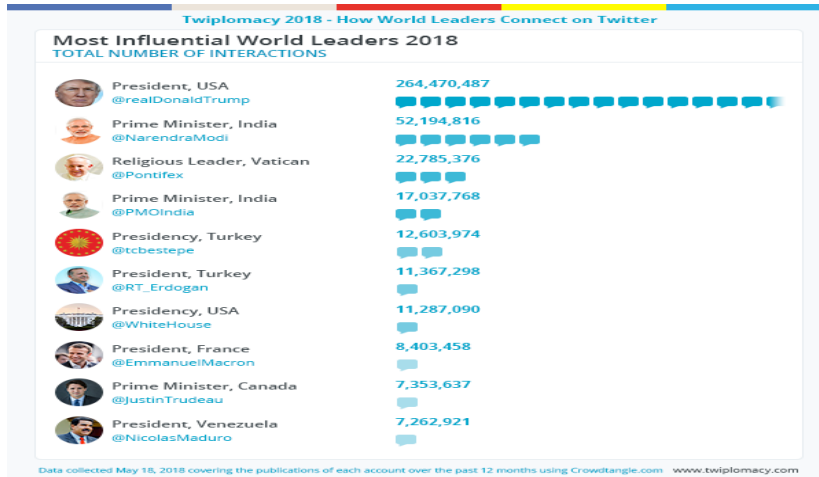 Twiplomacy 2018 - How World Leaders Connect on Twitter
Most Influential World Leaders 2018
TOTAL NUMBER OF INTERACTIONS
President, USA
@realDonaldTrump
264,470,487
Prime Minister, India
@NarendraModi
52,194,816
Religious Leader, Vatican
@Pontifex
22,785,376
Prime Minister, India
@PMOIndia
17,037,768
Presidency, Turkey
@tcbestepe
12,603,974
President, Turkey
@RT_Erdogan
11,367,298
Presidency, USA
@WhiteHouse
11,287,090
President, France
@EmmanuelMacron
8,403,458
Prime Minister, Canada
@JustinTrudeau
7,353,637
President, Venezuela
@NicolasMaduro
7,262,921
Data collected May 18, 2018 covering the publications of each account over the past 12 months using Crowdtangle.com www.twiplomacy.com